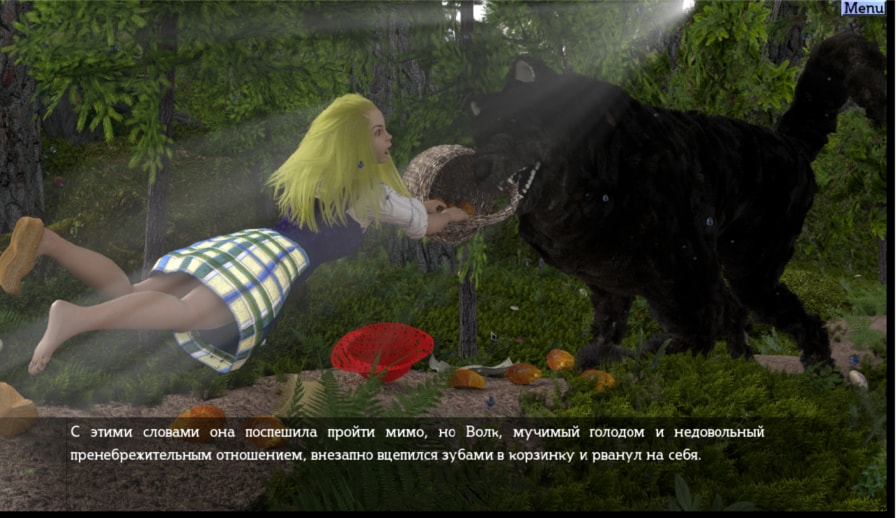 Menu
С этими словами она поспешила пройти мимо, но Волк, мучимый голодом и недовольный
пренебрежительным отношением, внезапно вцепился зубами в корзинку и рванул на себя.